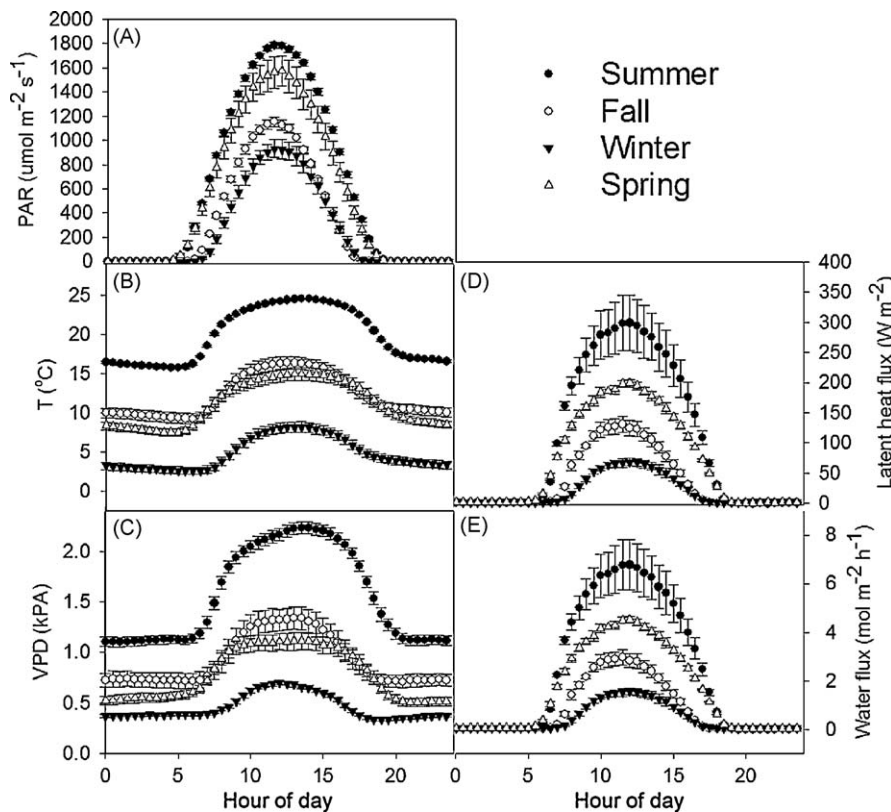 (A)
2000
1800
1600
1400
1200
1000
800
600
400
200
0
PAR (umol m⁻² s⁻¹)
Summer
Fall
Winter
Spring
(B)
25
20
15
10
5
0
T (°C)
(D)
400
350
300
250
200
150
100
50
0
Latent heat flux (W m⁻²)
(C)
2.0
1.5
1.0
0.5
0.0
VPD (kPA)
0 5 10 15 20
Hour of day
(E)
8
6
4
2
0
Water flux (mol m⁻² h⁻¹)
0 5 10 15 20
Hour of day